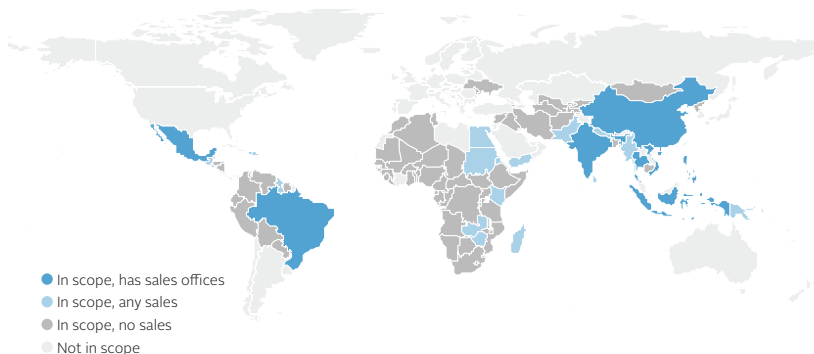 In scope, has sales offices
In scope, any sales
In scope, no sales
Not in scope